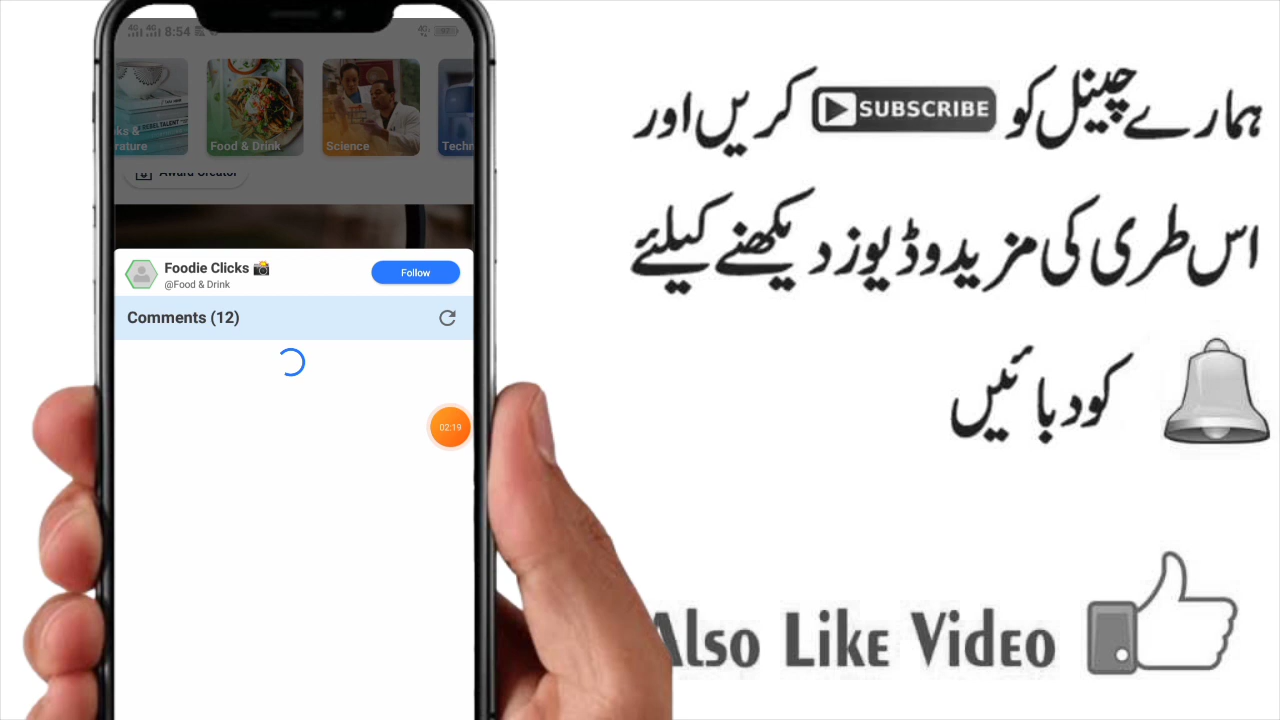 8:54
ks &
rature
Food & Drink
Science
Techn
Award Creator
Foodie Clicks 📸
Follow
@Food & Drink
Comments (12)
02:19
ہمارے چینل کو SUBSCRIBE کریں اور
اس طری کی مزید وڈیوز دیکھنے کیلئے
کو دبائیں
Also Like Video